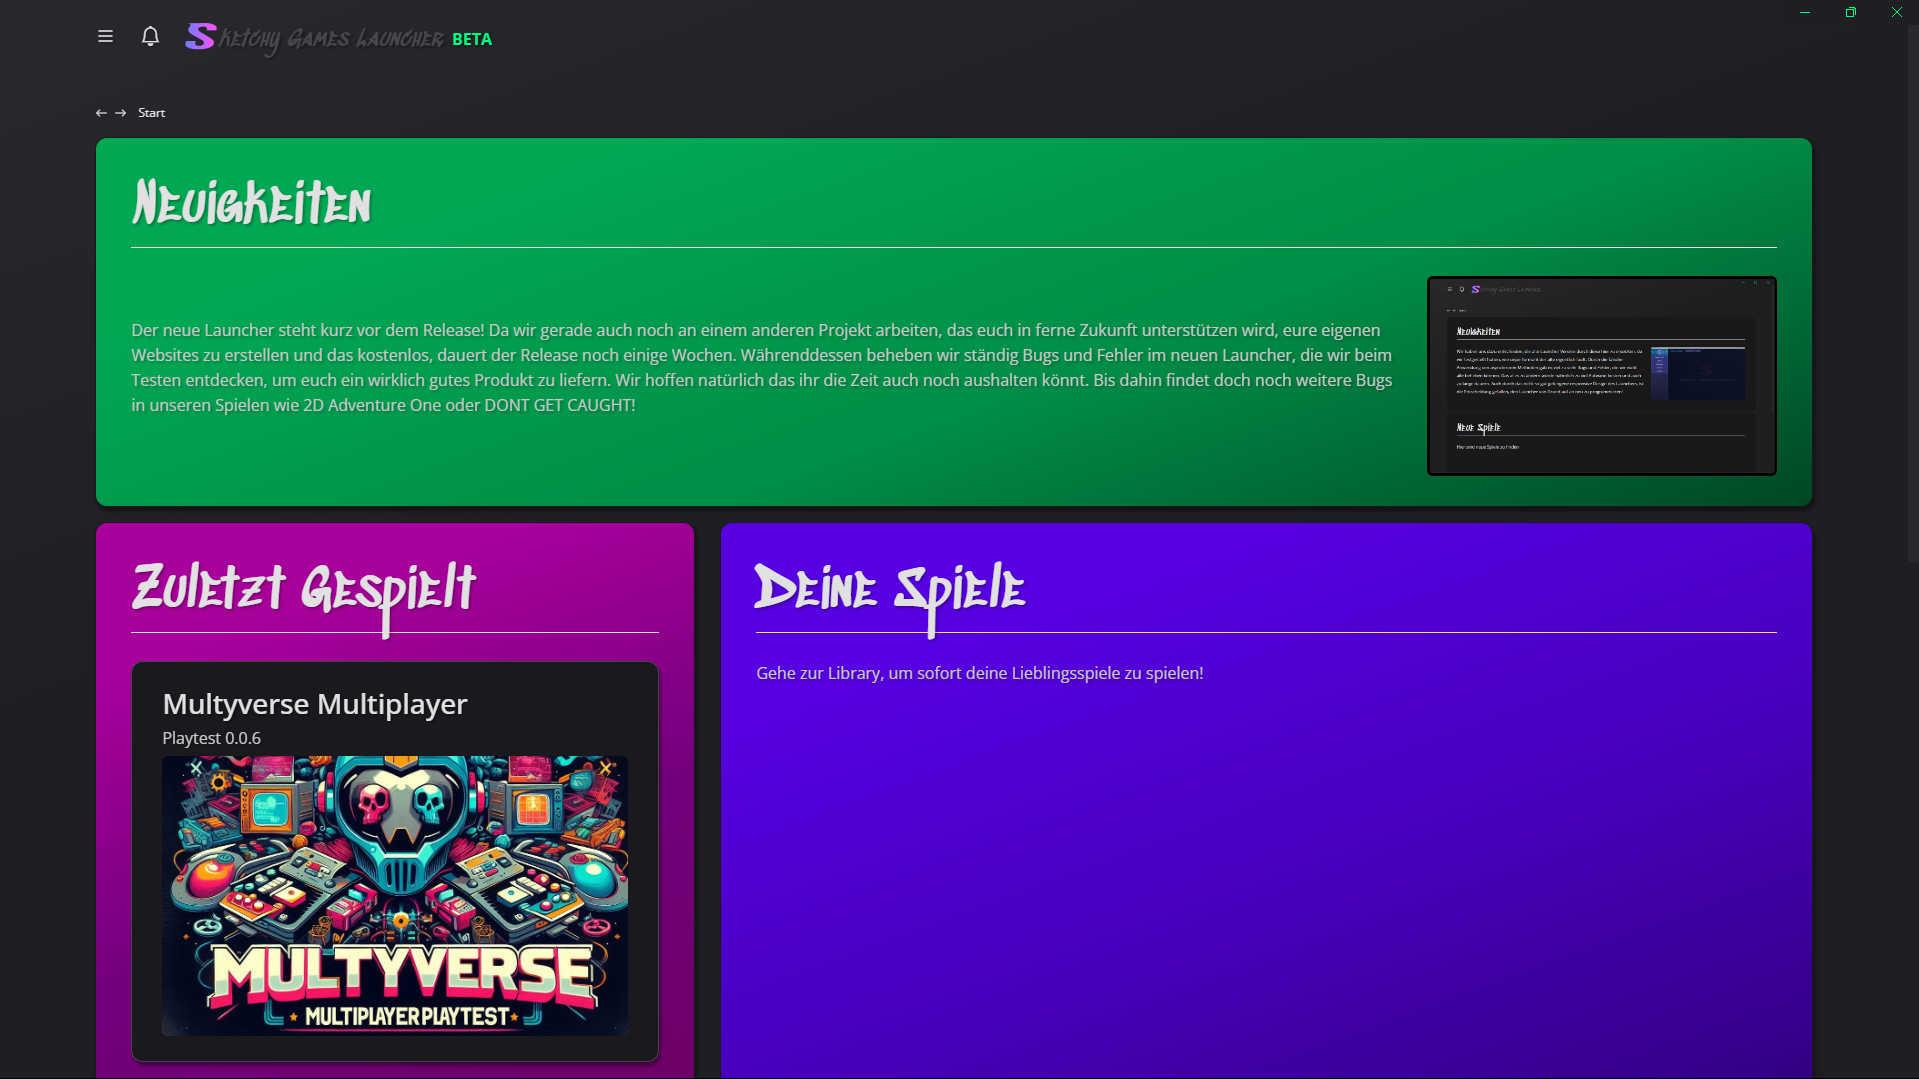 Sketchy Games Launcher BETA
Start
Neuigkeiten
Der neue Launcher steht kurz vor dem Release! Da wir gerade auch noch an einem anderen Projekt arbeiten, das euch in ferne Zukunft unterstützen wird, eure eigenen
Websites zu erstellen und das kostenlos, dauert der Release noch einige Wochen. Währenddessen beheben wir ständig Bugs und Fehler im neuen Launcher, die wir beim
Testen entdecken, um euch ein wirklich gutes Produkt zu liefern. Wir hoffen natürlich das ihr die Zeit auch noch aushalten könnt. Bis dahin findet doch noch weitere Bugs
in unseren Spielen wie 2D Adventure One oder DONT GET CAUGHT!
Sketchy Games Launcher
Neuigkeiten
Neue Spiele
Hier sind neue Spiele zu finden
Zuletzt Gespielt
Multyverse Multiplayer
Playtest 0.0.6
MULTYVERSE
MULTIPLAYER PLAYTEST
Deine Spiele
Gehe zur Library, um sofort deine Lieblingsspiele zu spielen!